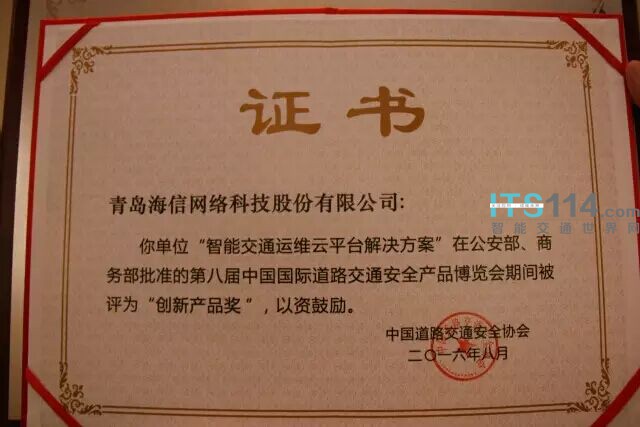 证书
青岛海信网络科技股份有限公司:
你单位“智能交通运维云平台解决方案”在公安部、商
务部批准的第八届中国国际道路交通安全产品博览会期间被
评为“创新产品奖”,以资鼓励。
中国道路交通安全协会
二〇一六年八月
ITS114.com
智能交通世界网